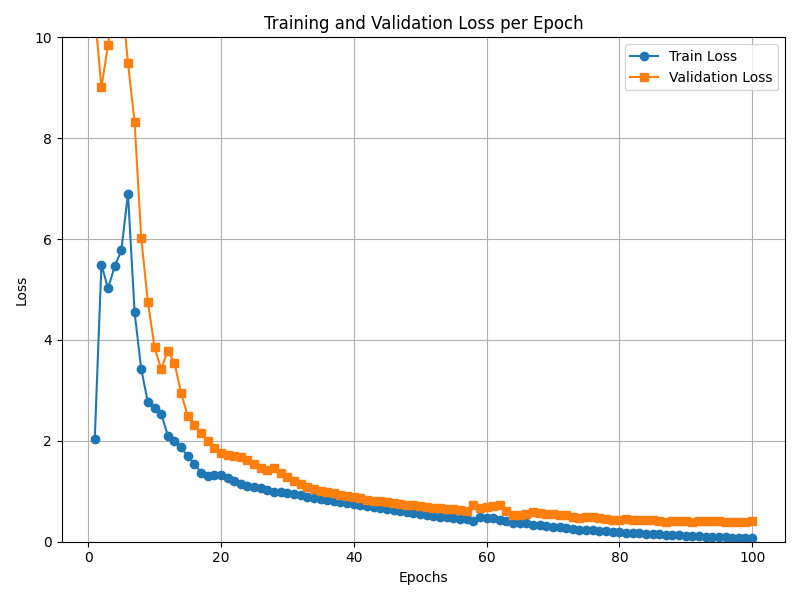 Training and Validation Loss per Epoch
Train Loss
Validation Loss
10
8
6
4
2
0
Loss
0 20 40 60 80 100
Epochs